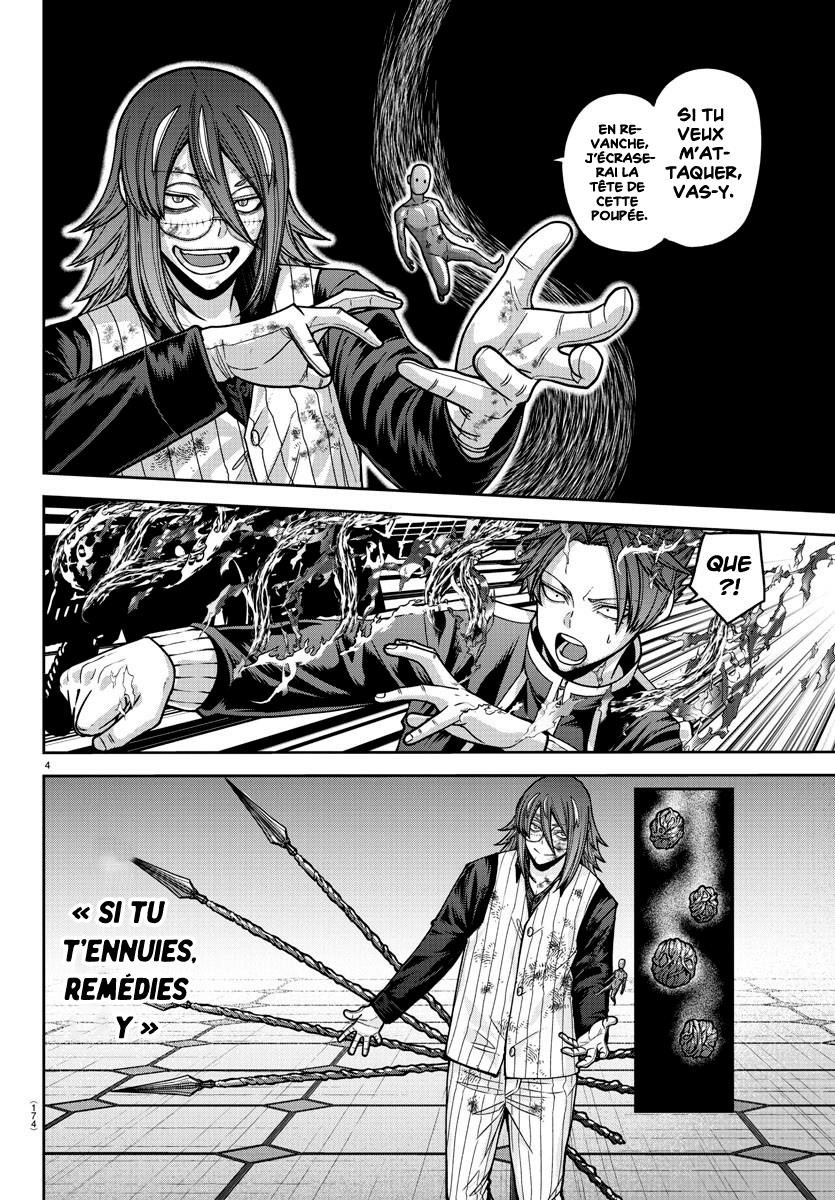 SI TU
VEUX
M'AT-
TAQUER,
VAS-Y.
EN RE-
VANCHE,
J'ÉCRASE-
RAI LA
TÊTE DE
CETTE
POUPÉE.
QUE
?!
4
« SI TU
T'ENNUIES,
REMÉDIES
Y »
(174)